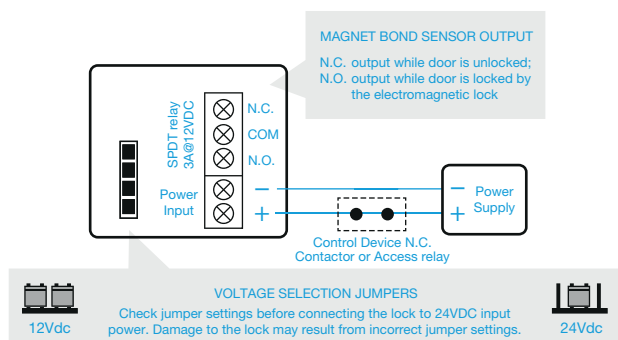 MAGNET BOND SENSOR OUTPUT
N.C. output while door is unlocked;
N.O. output while door is locked by
the electromagnetic lock
SPDT relay
3A@12VDC
N.C.
COM
N.O.
Power
Input
−
+
−
+
Power
Supply
Control Device N.C.
Contactor or Access relay
VOLTAGE SELECTION JUMPERS
Check jumper settings before connecting the lock to 24VDC input
power. Damage to the lock may result from incorrect jumper settings.
12Vdc
24Vdc